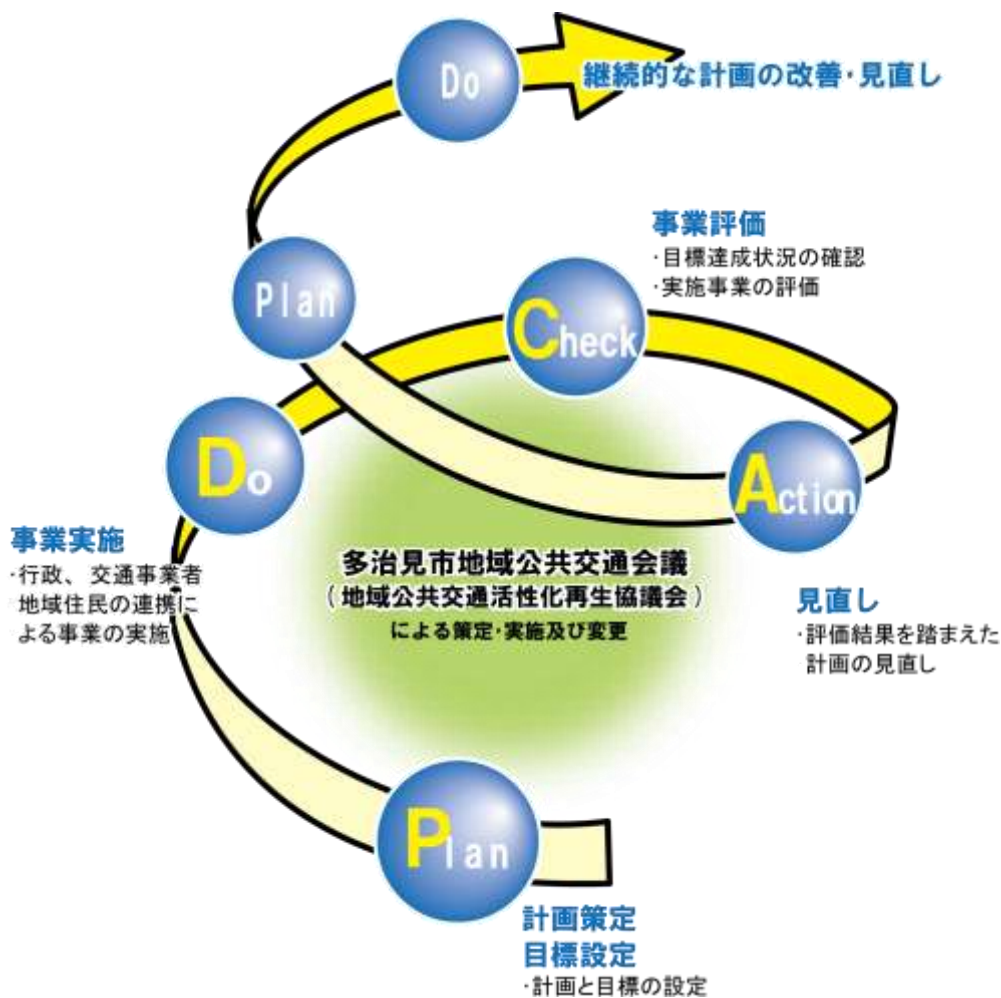 Do
継続的な計画の改善・見直し
Plan
事業評価
・目標達成状況の確認
・実施事業の評価
Check
Do
Action
事業実施
・行政、交通事業者
地域住民の連携に
よる事業の実施
多治見市地域公共交通会議
（地域公共交通活性化再生協議会）
による策定・実施及び変更
見直し
・評価結果を踏まえた
計画の見直し
Plan
計画策定
目標設定
・計画と目標の設定